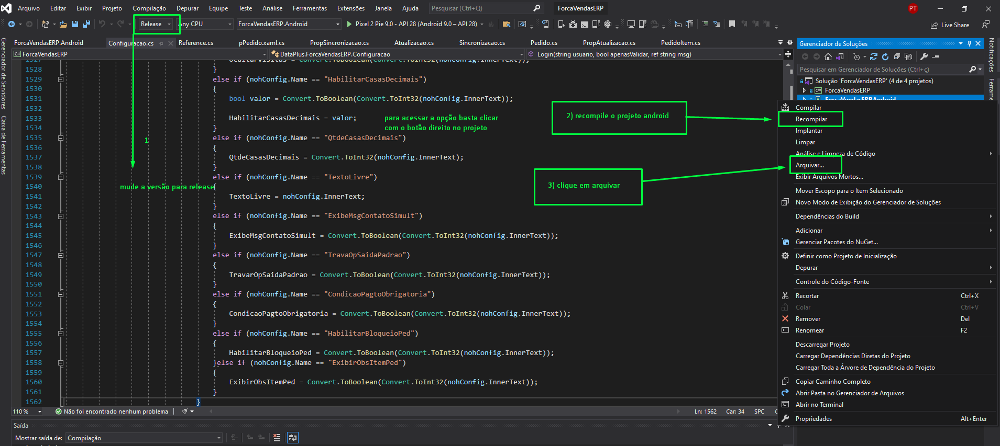 Arquivo Editar Exibir Projeto Compilação Depurar Equipe Teste Análise Ferramentas Extensões Janela Ajuda Pesquisar (Ctrl+Q) ForcaVendasERP PT
Release Any CPU ForcaVendasERP.Android Pixel 2 Pie 9.0 - API 28 (Android 9.0 – API 28) Live Share
ForcaVendasERP.Android Configuracao.cs Reference.cs pPedido.xaml.cs PropSincronizacao.cs Atualizacao.cs Sincronizacao.cs Pedido.cs PropAtualizacao.cs PedidoItem.cs
ForcaVendasERP DataPlus.ForcaVendasERP.Configuracao Login(string usuario, bool apenasValidar, ref string msg)
Gerenciador de Servidores
Caixa de Ferramentas
1528 }
1529 else if (nohConfig.Name == "HabilitarCasasDecimais")
1530 {
1531 bool valor = Convert.ToBoolean(Convert.ToInt32(nohConfig.InnerText));
1532
1533 HabilitarCasasDecimais = valor;
1534 }
1535 else if (nohConfig.Name == "QtdeCasasDecimais")
1536 {
1537 QtdeCasasDecimais = Convert.ToInt32(nohConfig.InnerText);
1538 }
1539 else if (nohConfig.Name == "TextoLivre")
1540 {
1541 TextoLivre = nohConfig.InnerText;
1542 }
1543 else if (nohConfig.Name == "ExibeMsgContatoSimult")
1544 {
1545 ExibeMsgContatoSimult = Convert.ToBoolean(Convert.ToInt32(nohConfig.InnerText));
1546 }
1547 else if (nohConfig.Name == "TravaOpSaidaPadrao")
1548 {
1549 TravarOpSaidaPadrao = Convert.ToBoolean(Convert.ToInt32(nohConfig.InnerText));
1550 }
1551 else if (nohConfig.Name == "CondicaoPagtoObrigatoria")
1552 {
1553 CondicaoPagtoObrigatoria = Convert.ToBoolean(Convert.ToInt32(nohConfig.InnerText));
1554 }
1555 else if (nohConfig.Name == "HabilitarBloqueioPed")
1556 {
1557 HabilitarBloqueioPed = Convert.ToBoolean(Convert.ToInt32(nohConfig.InnerText));
1558 }else if (nohConfig.Name == "ExibirObsItemPed")
1559 {
1560 ExibirObsItemPed = Convert.ToBoolean(Convert.ToInt32(nohConfig.InnerText));
1561 }
1562 }
1
mude a versão para release
para acessar a opção basta clicar
com o botão direito no projeto
2) recompile o projeto android
3) clique em arquivar
110 % Não foi encontrado nenhum problema Ln: 1562 Car: 34 SPC
Saída
Mostrar saída de: Compilação
Gerenciador de Soluções
Pesquisar em Gerenciador de Soluções (Ctrl+ç)
Solução 'ForcaVendasERP' (4 de 4 projetos)
ForcaVendasERP
ForcaVendasERP.Android
Notificações
Compilar
Recompilar
Implantar
Limpar
Análise e Limpeza de Código
Arquivar...
Exibir Arquivos Mortos...
Mover Escopo para o Item Selecionado
Novo Modo de Exibição do Gerenciador de Soluções
Dependências do Build
Adicionar
Gerenciar Pacotes do NuGet...
Definir como Projeto de Inicialização
Depurar
Controle do Código-Fonte
Recortar Ctrl+X
Colar Ctrl+V
Remover Del
Renomear F2
Descarregar Projeto
Carregar Dependências Diretas do Projeto
Carregar Toda a Árvore de Dependência do Projeto
Copiar Caminho Completo
Abrir Pasta no Gerenciador de Arquivos
Abrir no Terminal
Propriedades Alt+Enter